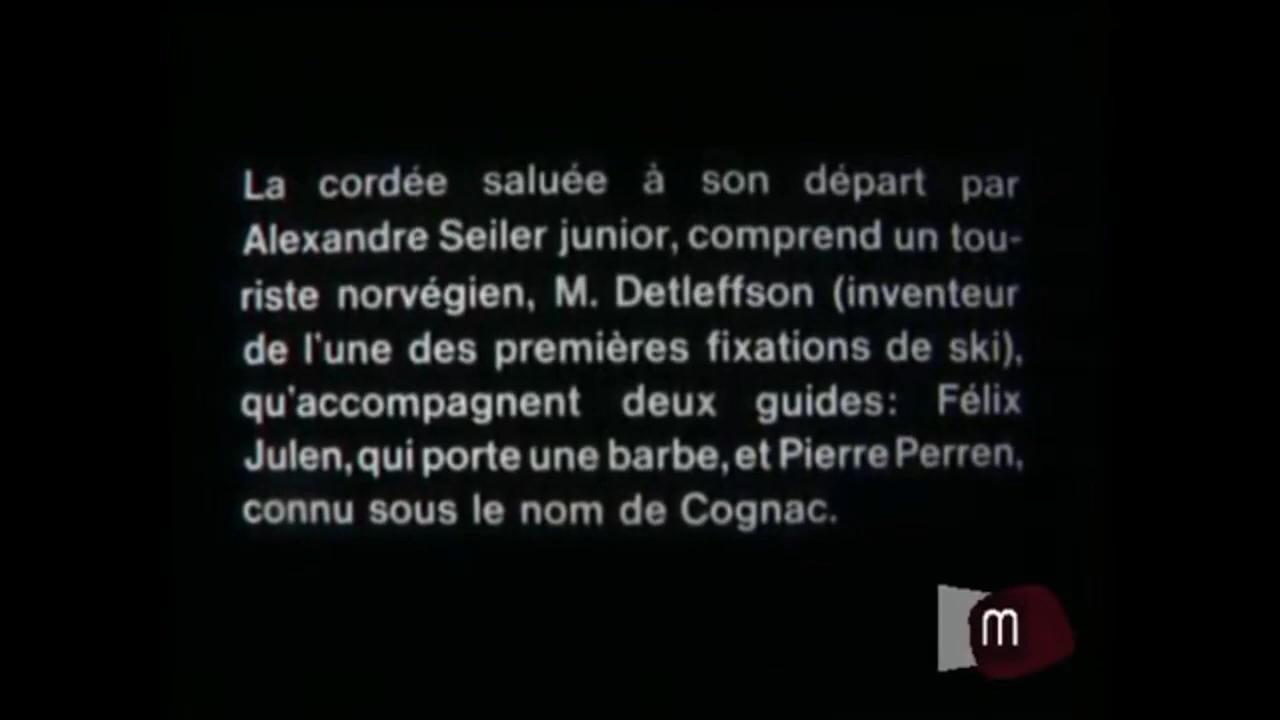 La cordée saluée à son départ par
Alexandre Seiler junior, comprend un tou-
riste norvégien, M. Detleffson (inventeur
de l'une des premières fixations de ski),
qu'accompagnent deux guides: Félix
Julen, qui porte une barbe, et Pierre Perren,
connu sous le nom de Cognac.
m